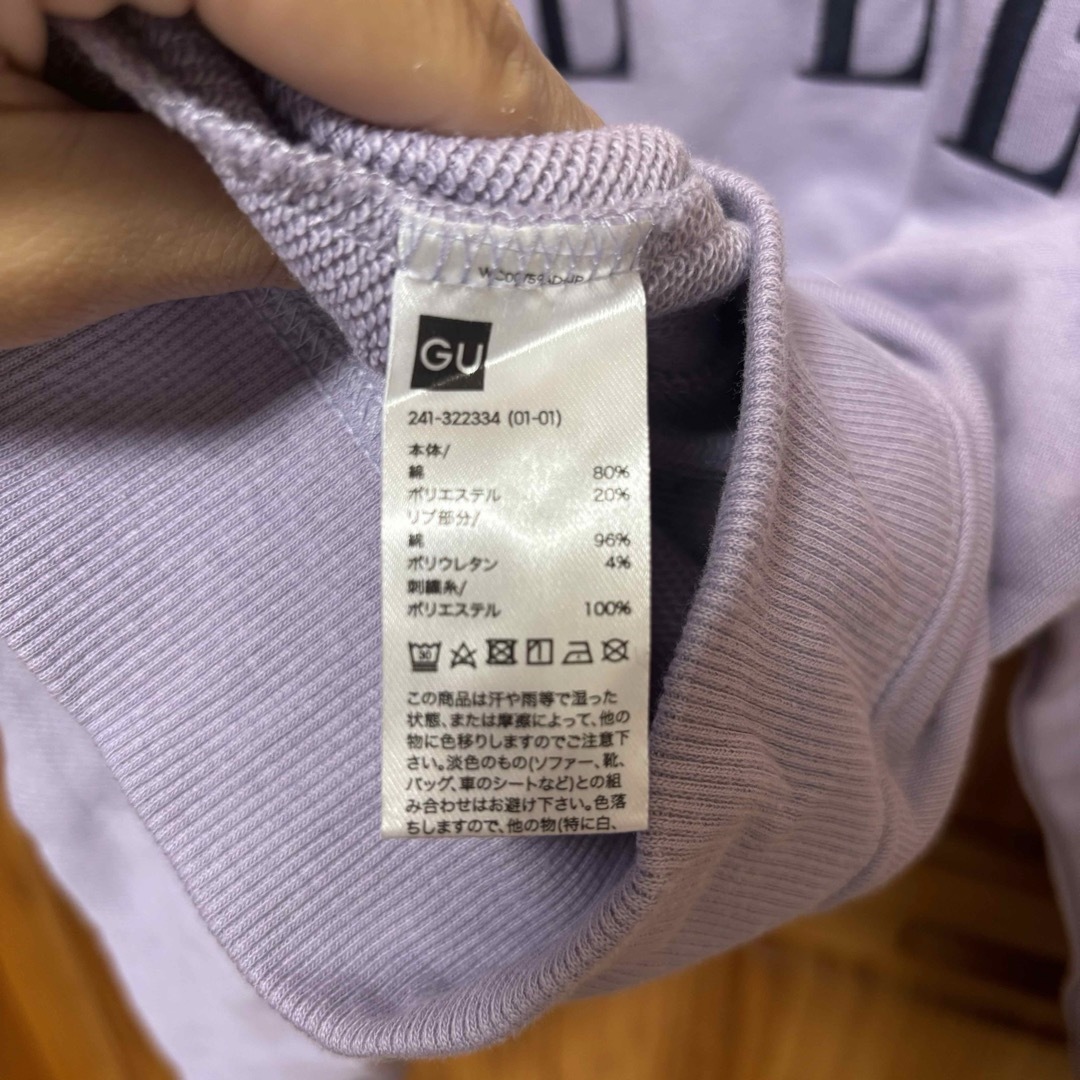 GU
241-322334 (01-01)
本体/
綿 80%
ポリエステル 20%
リブ部分/
綿 96%
ポリウレタン 4%
刺繍糸/
ポリエステル 100%
30
この商品は汗や雨等で湿った
状態、または摩擦によって、他の
物に色移りしますのでご注意下
さい。淡色のもの(ソファー、靴、
バッグ、車のシートなど)との組
み合わせはお避け下さい。色落
ちしますので、他の物(特に白、